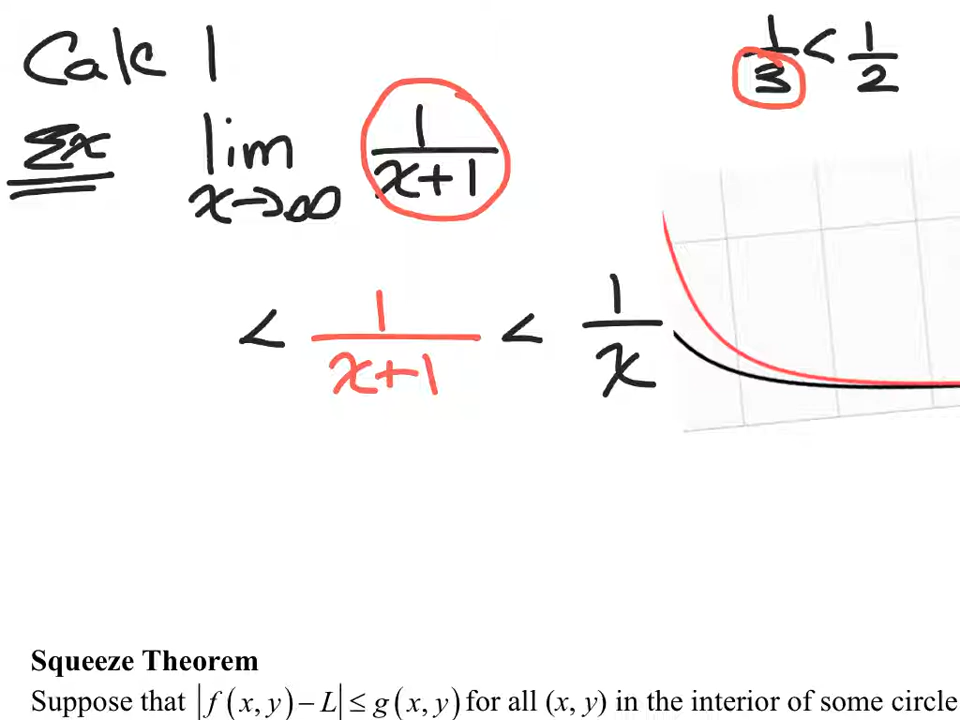 Calc 1
1/3 < 1/2
Ex lim x→∞ 1/(x+1)
< 1/(x+1) < 1/x
Squeeze Theorem
Suppose that |f(x, y) − L| ≤ g(x, y) for all (x, y) in the interior of some circle